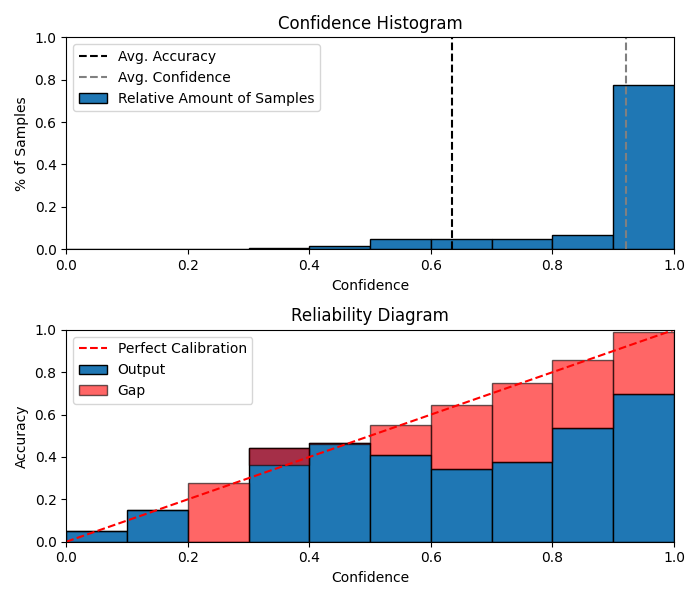 Confidence Histogram
1.0
0.8
0.6
0.4
0.2
0.0
% of Samples
Avg. Accuracy
Avg. Confidence
Relative Amount of Samples
0.0 0.2 0.4 0.6 0.8 1.0
Confidence
Reliability Diagram
1.0
0.8
0.6
0.4
0.2
0.0
Accuracy
Perfect Calibration
Output
Gap
0.0 0.2 0.4 0.6 0.8 1.0
Confidence